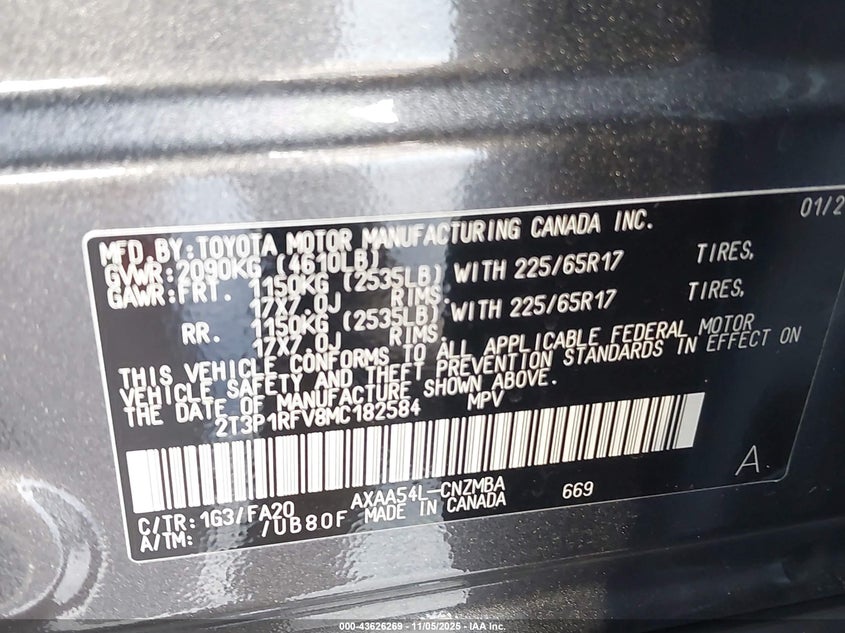 01/2
MFD.BY:TOYOTA MOTOR MANUFACTURING CANADA INC.
GVWR:2090KG (4610LB)
GAWR:FRT. 1150KG (2535LB) WITH 225/65R17 TIRES,
17X7.0J RIMS,
RR. 1150KG (2535LB) WITH 225/65R17 TIRES,
17X7.0J RIMS.
THIS VEHICLE CONFORMS TO ALL APPLICABLE FEDERAL MOTOR
VEHICLE SAFETY AND THEFT PREVENTION STANDARDS IN EFFECT ON
THE DATE OF MANUFACTURE SHOWN ABOVE.
2T3P1RFV8MC182584 MPV
A.
C/TR:1G3/FA20 AXAA54L-CNZMBA 669
A/TM: /UB80F MADE IN CANADA
000-43626269 - 11/05/2025 - IAA Inc.